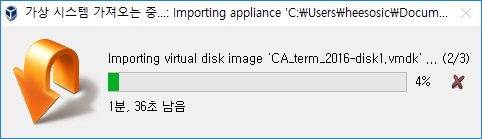 가상 시스템 가져오는 중...: Importing appliance 'C:₩Users₩heesosic₩Docum...
Importing virtual disk image 'CA_term_2016-disk1.vmdk' ... (2/3)
4%
1분, 36초 남음